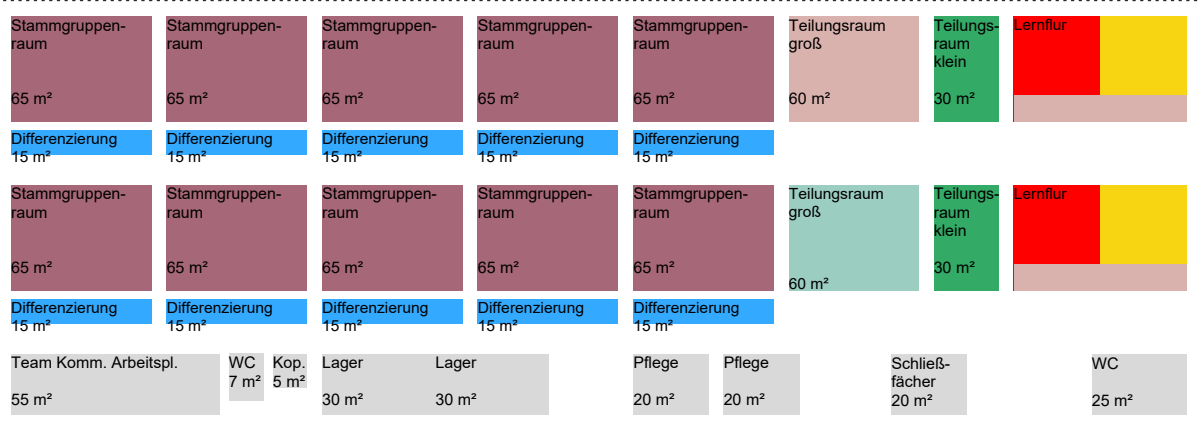 Stammgruppen-
raum
65 m²
Stammgruppen-
raum
65 m²
Stammgruppen-
raum
65 m²
Stammgruppen-
raum
65 m²
Stammgruppen-
raum
65 m²
Teilungsraum
groß
60 m²
Teilungs-
raum
klein
30 m²
Lernflur
Differenzierung
15 m²
Differenzierung
15 m²
Differenzierung
15 m²
Differenzierung
15 m²
Differenzierung
15 m²
Stammgruppen-
raum
65 m²
Stammgruppen-
raum
65 m²
Stammgruppen-
raum
65 m²
Stammgruppen-
raum
65 m²
Stammgruppen-
raum
65 m²
Teilungsraum
groß
60 m²
Teilungs-
raum
klein
30 m²
Lernflur
Differenzierung
15 m²
Differenzierung
15 m²
Differenzierung
15 m²
Differenzierung
15 m²
Differenzierung
15 m²
Team Komm. Arbeitspl.
55 m²
WC
7 m²
Kop.
5 m²
Lager
30 m²
Lager
30 m²
Pflege
20 m²
Pflege
20 m²
Schließ-
fächer
20 m²
WC
25 m²